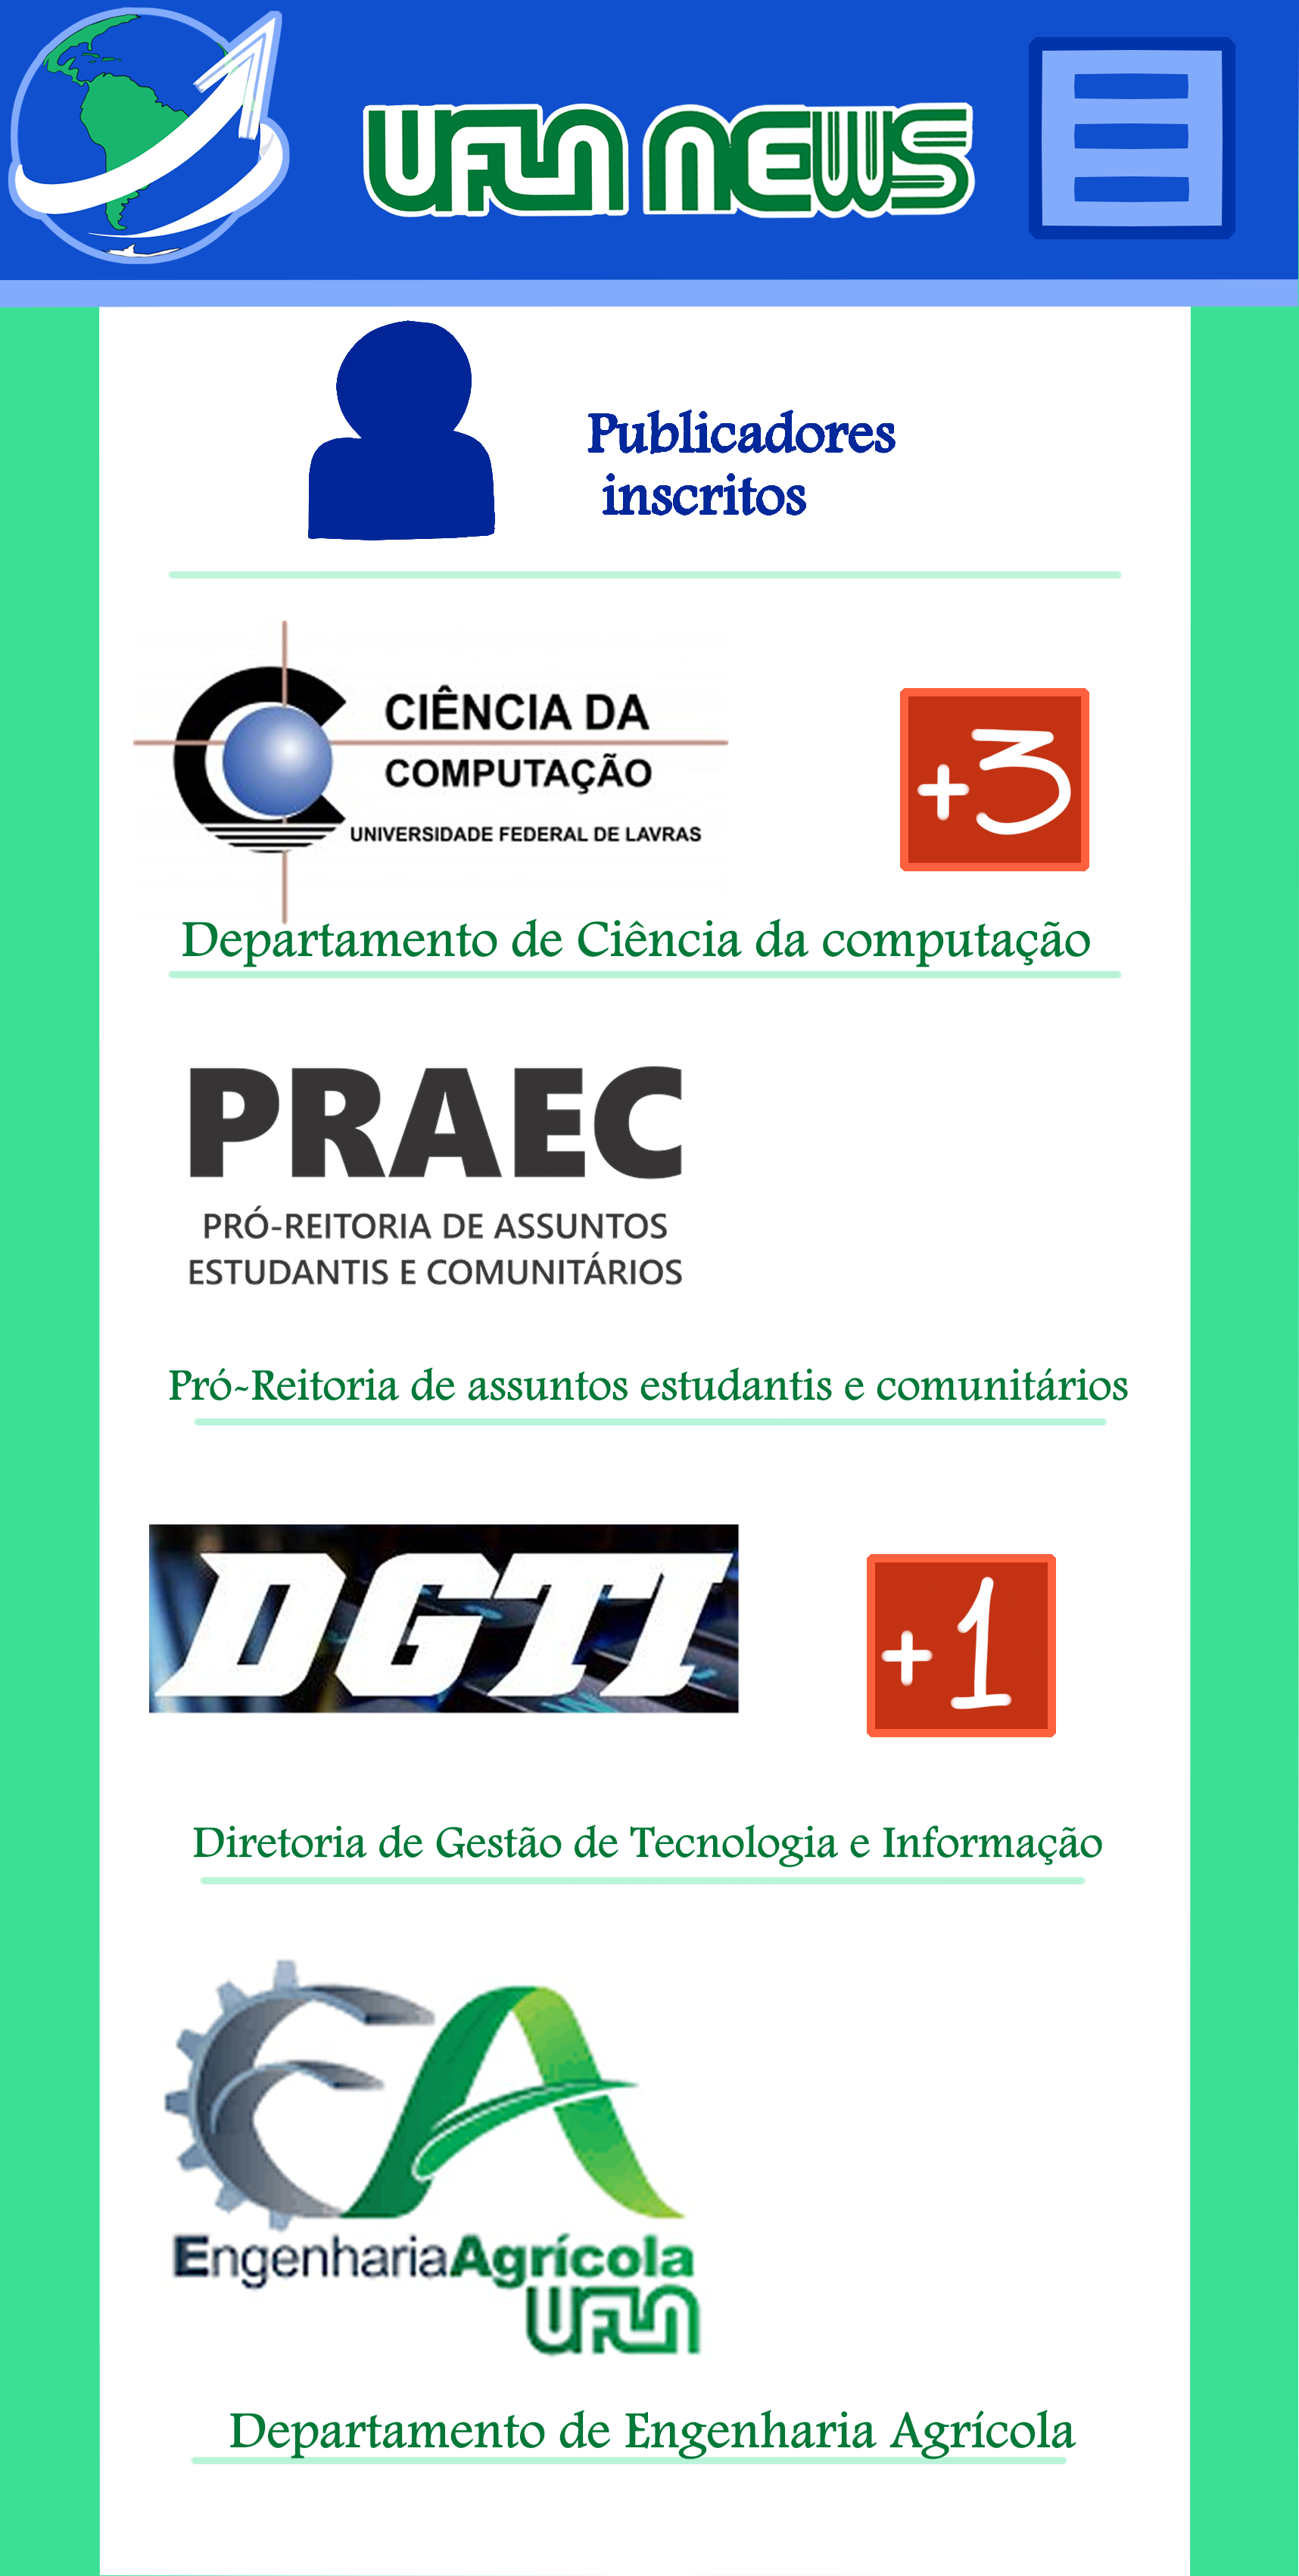 UFLA NEWS
Publicadores
inscritos
CIÊNCIA DA
COMPUTAÇÃO
UNIVERSIDADE FEDERAL DE LAVRAS
+3
Departamento de Ciência da computação
PRAEC
PRÓ-REITORIA DE ASSUNTOS
ESTUDANTIS E COMUNITÁRIOS
Pró-Reitoria de assuntos estudantis e comunitários
DGTI
+1
Diretoria de Gestão de Tecnologia e Informação
EA
EngenhariaAgrícola
UFLA
Departamento de Engenharia Agrícola